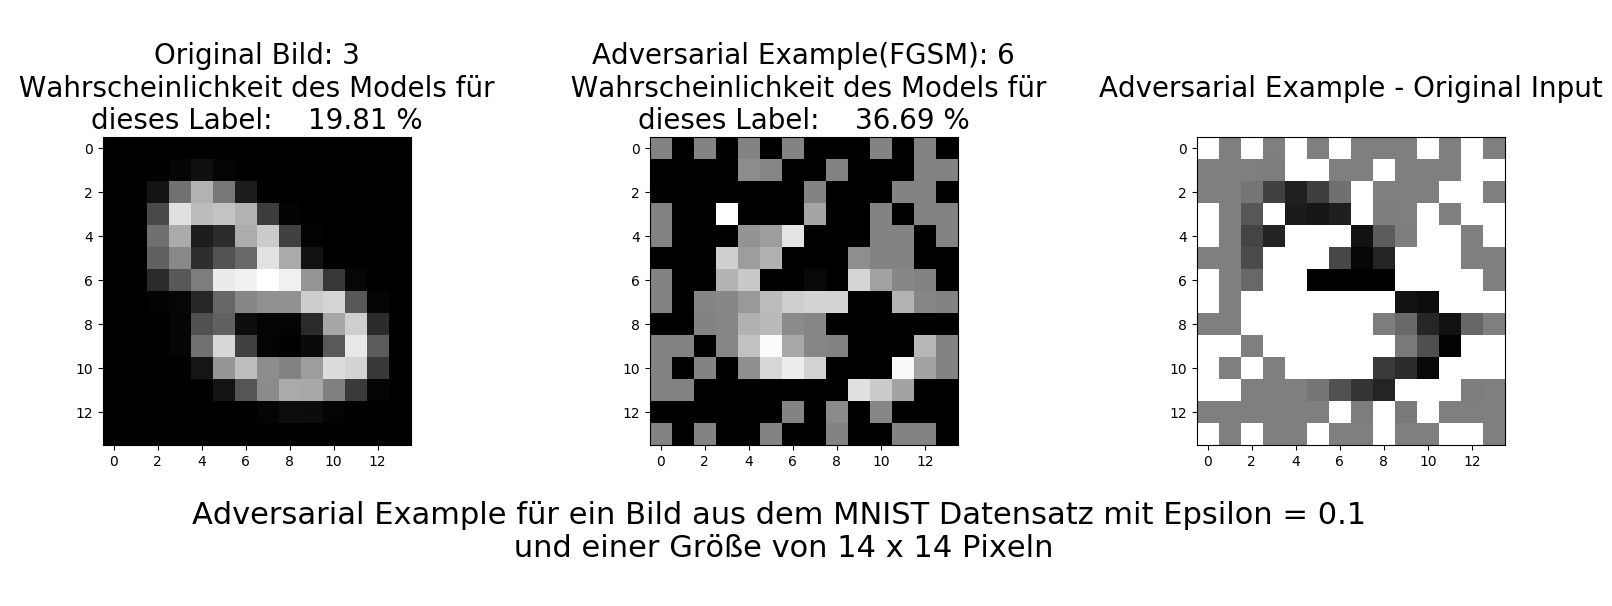 Original Bild: 3
Wahrscheinlichkeit des Models für
dieses Label: 19.81 %
Adversarial Example(FGSM): 6
Wahrscheinlichkeit des Models für
dieses Label: 36.69 %
Adversarial Example - Original Input
0
2
4
6
8
10
12
0 2 4 6 8 10 12
0
2
4
6
8
10
12
0 2 4 6 8 10 12
0
2
4
6
8
10
12
0 2 4 6 8 10 12
Adversarial Example für ein Bild aus dem MNIST Datensatz mit Epsilon = 0.1
und einer Größe von 14 x 14 Pixeln